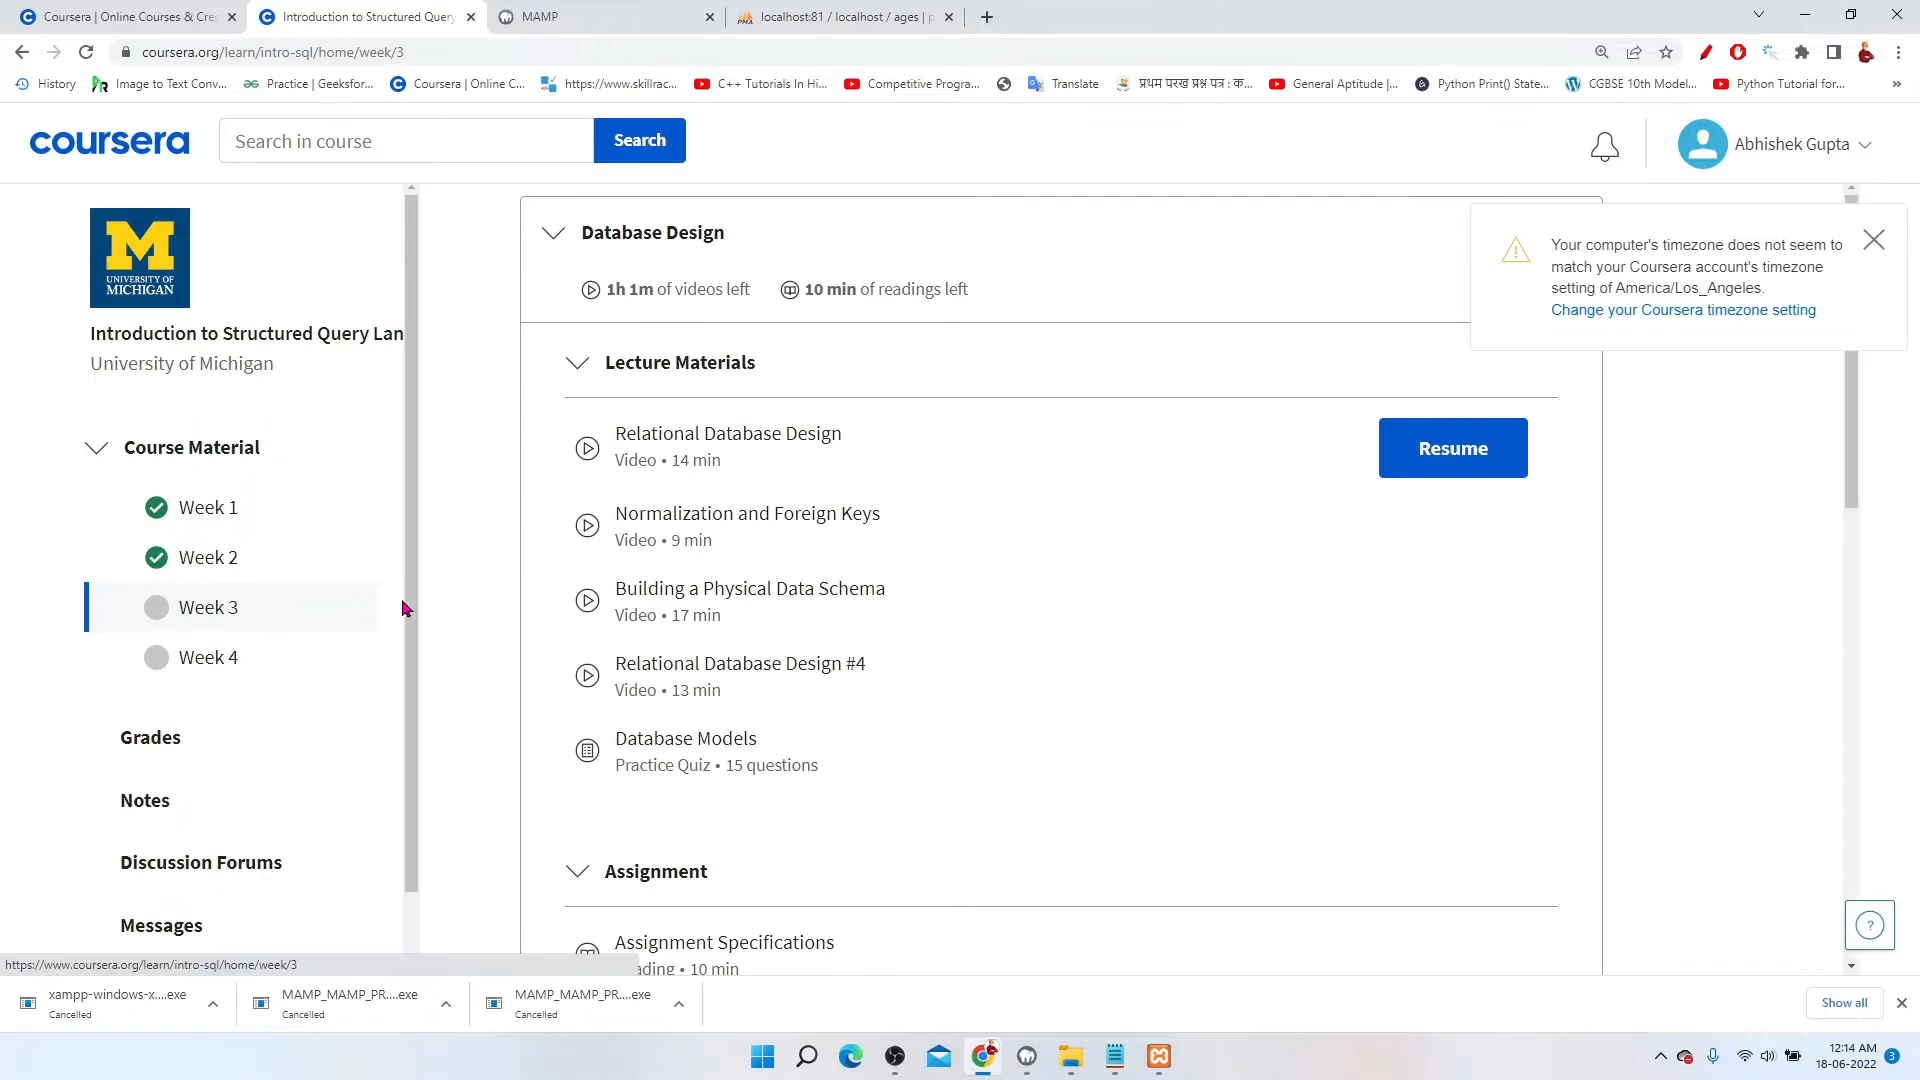 Coursera | Online Courses & Cre
Introduction to Structured Query
MAMP
localhost:81 / localhost / ages | p
coursera.org/learn/intro-sql/home/week/3
History
Image to Text Conv...
Practice | Geeksfor...
Coursera | Online C...
https://www.skillrac...
C++ Tutorials In Hi...
Competitive Progra...
Translate
प्रथम परख प्रश्न पत्र : क...
General Aptitude |...
Python Print() State...
CGBSE 10th Model...
Python Tutorial for...
coursera
Search in course
Search
Abhishek Gupta
M
UNIVERSITY OF
MICHIGAN
Introduction to Structured Query Lan
University of Michigan
Course Material
Week 1
Week 2
Week 3
Week 4
Grades
Notes
Discussion Forums
Messages
Database Design
1h 1m of videos left
10 min of readings left
Your computer's timezone does not seem to
match your Coursera account's timezone
setting of America/Los_Angeles.
Change your Coursera timezone setting
Lecture Materials
Relational Database Design
Video • 14 min
Resume
Normalization and Foreign Keys
Video • 9 min
Building a Physical Data Schema
Video • 17 min
Relational Database Design #4
Video • 13 min
Database Models
Practice Quiz • 15 questions
Assignment
Assignment Specifications
ading • 10 min
https://www.coursera.org/learn/intro-sql/home/week/3
xampp-windows-x....exe
Cancelled
MAMP_MAMP_PR....exe
Cancelled
MAMP_MAMP_PR....exe
Cancelled
Show all
12:14 AM
18-06-2022
3